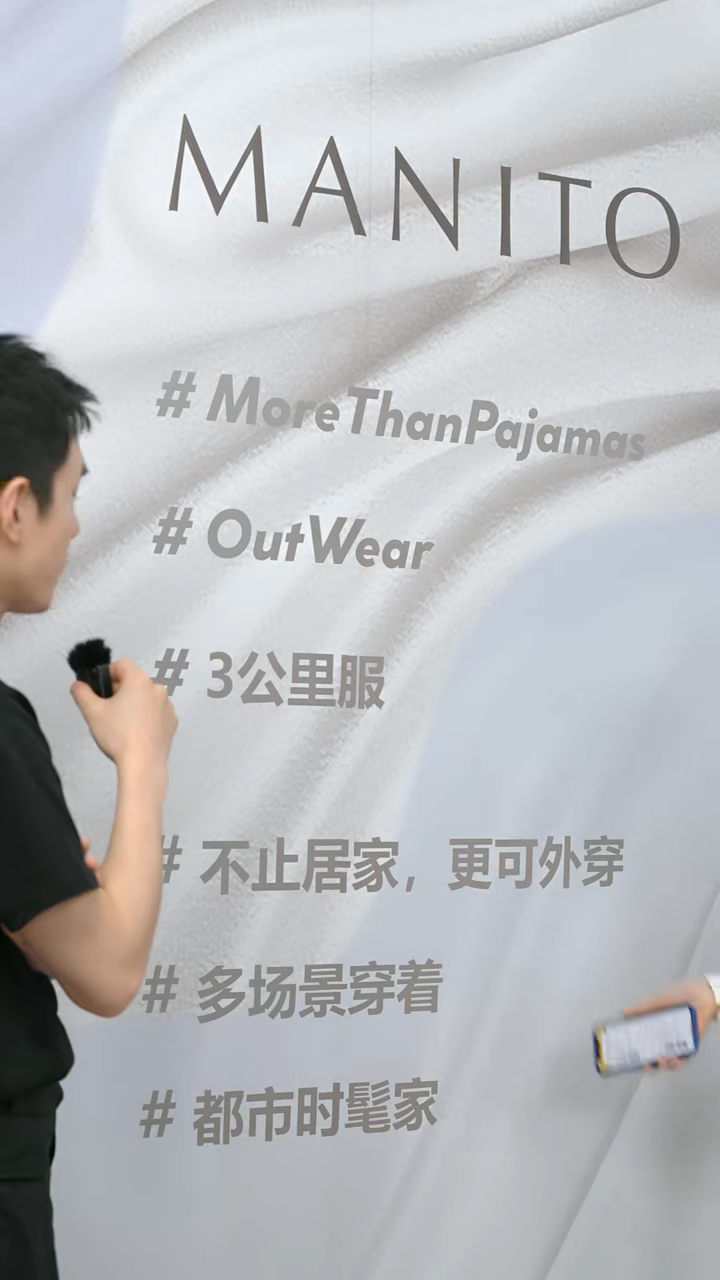 MANITO
# MoreThanPajamas
# OutWear
# 3公里服
# 不止居家，更可外穿
# 多场景穿着
# 都市时髦家